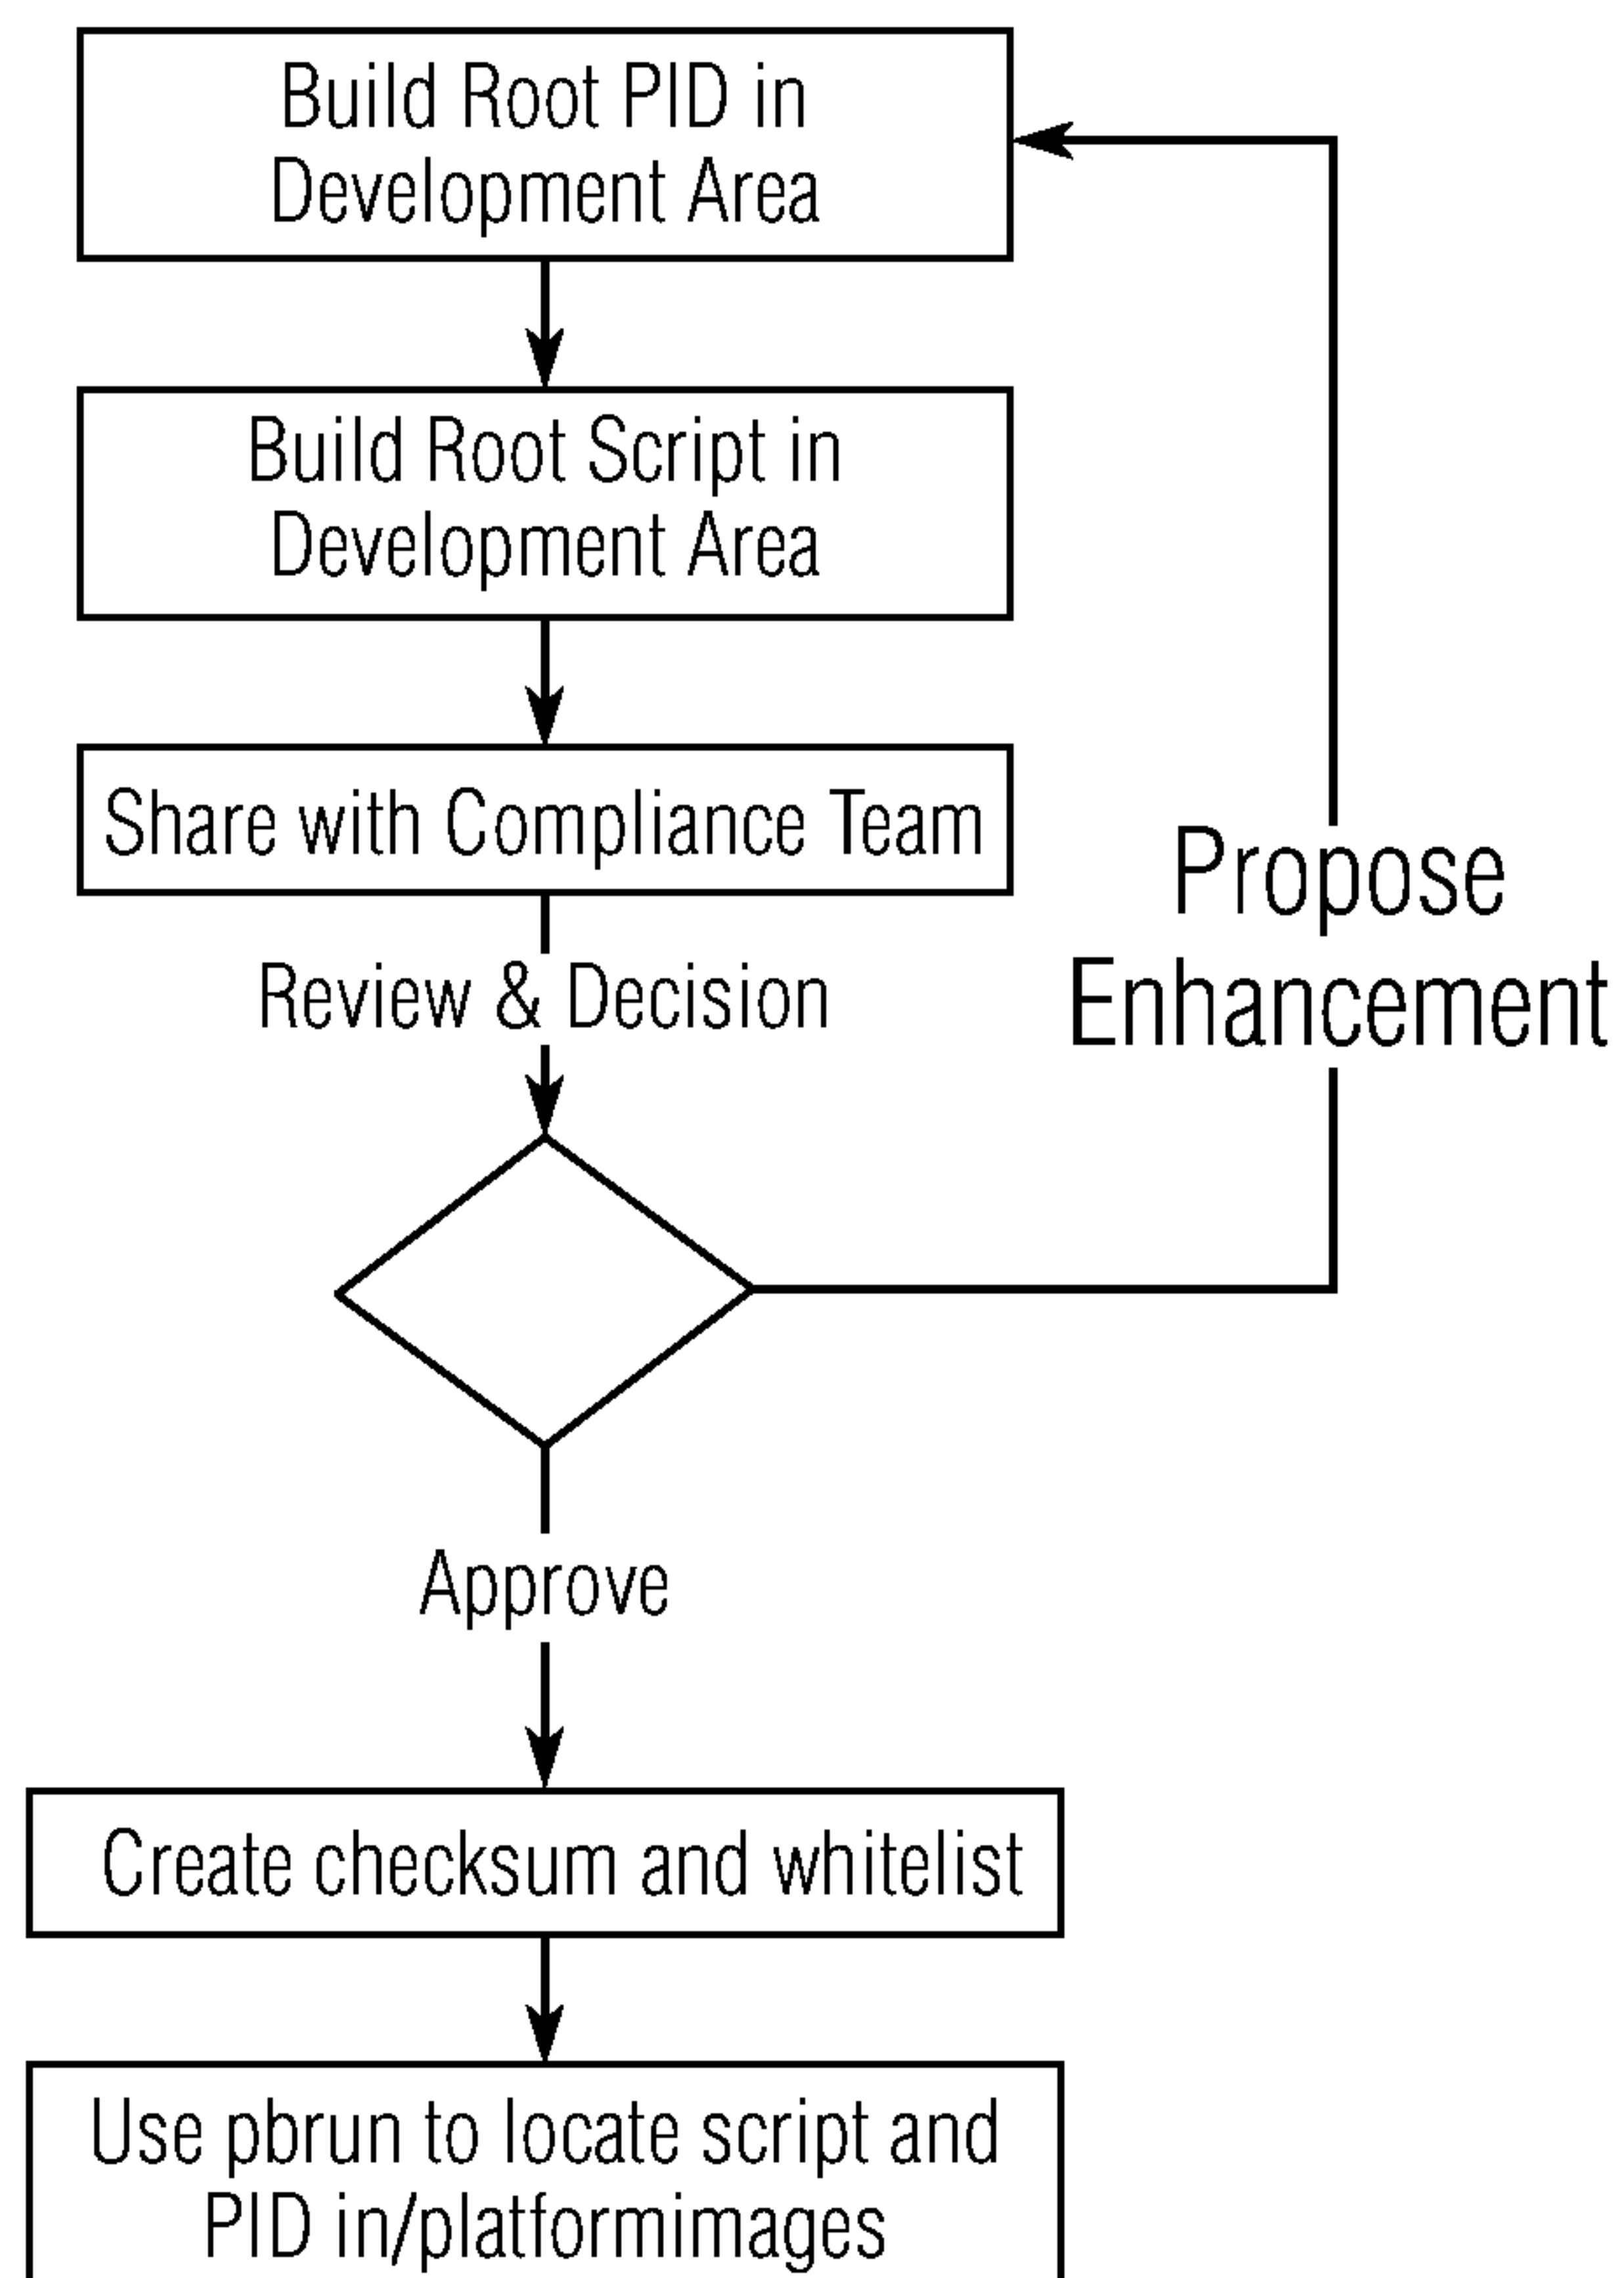 Build Root PID in
Development Area
Build Root Script in
Development Area
Share with Compliance Team
Review & Decision
Propose
Enhancement
Approve
Create checksum and whitelist
Use pbrun to locate script and
PID in/platformimages